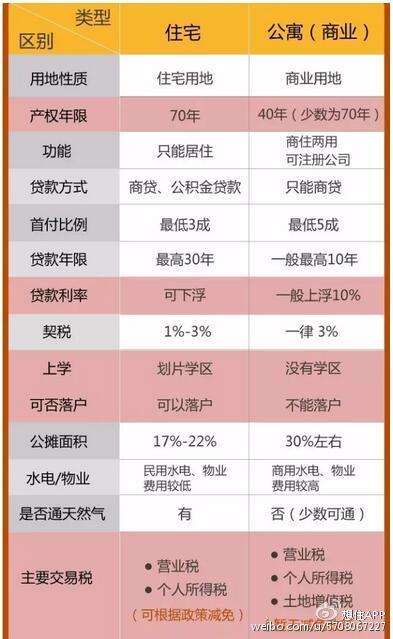 类型
区别
住宅
公寓（商业）
用地性质
住宅用地
商业用地
产权年限
70年
40年（少数为70年）
功能
只能居住
商住两用
可注册公司
贷款方式
商贷、公积金贷款
只能商贷
首付比例
最低3成
最低5成
贷款年限
最高30年
一般最高10年
贷款利率
可下浮
一般上浮10%
契税
1%-3%
一律 3%
上学
划片学区
没有学区
可否落户
可以落户
不能落户
公摊面积
17%-22%
30%左右
水电/物业
民用水电、物业
费用较低
商用水电、物业
费用较高
是否通天然气
有
否（少数可通）
主要交易税
● 营业税
● 个人所得税
（可根据政策减免）
● 营业税
● 个人所得税
● 土地增值税
想住APP
weibo.com/u/5703067227